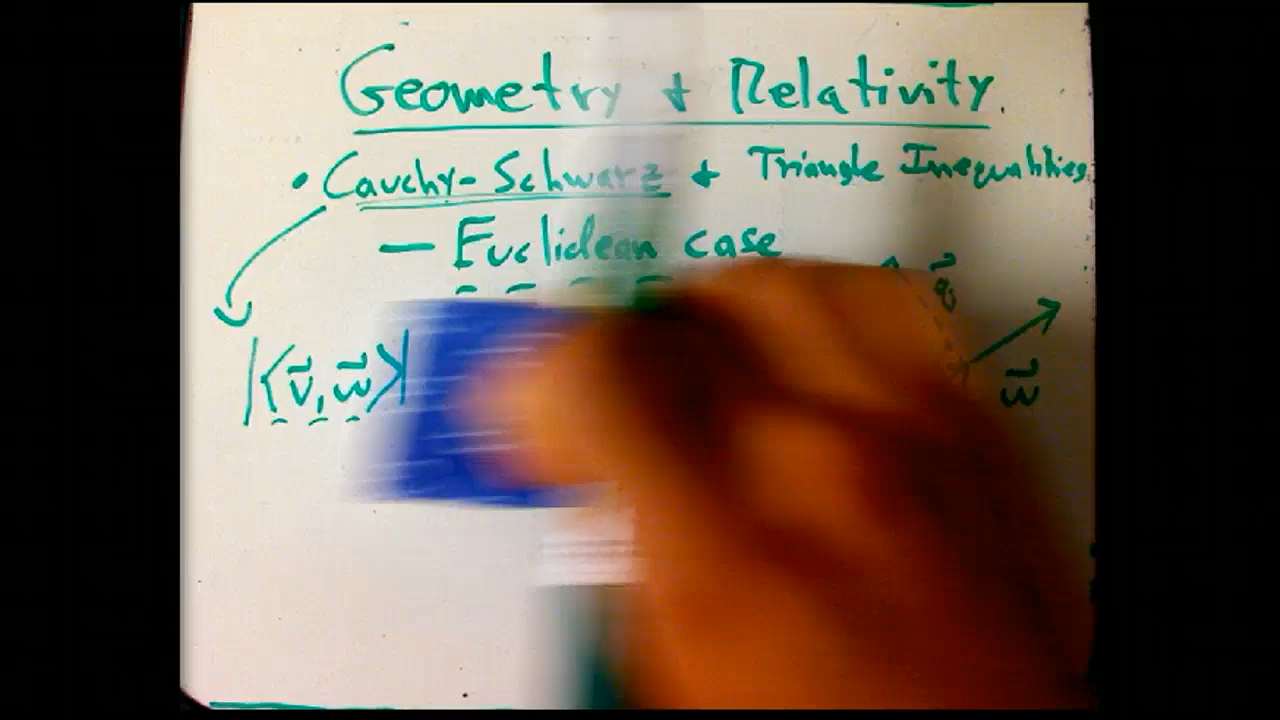 Geometry + Relativity.
• Cauchy-Schwarz + Triangle Inequalities
— Euclidean case
|⟨v⃗, w⃗⟩|
w⃗